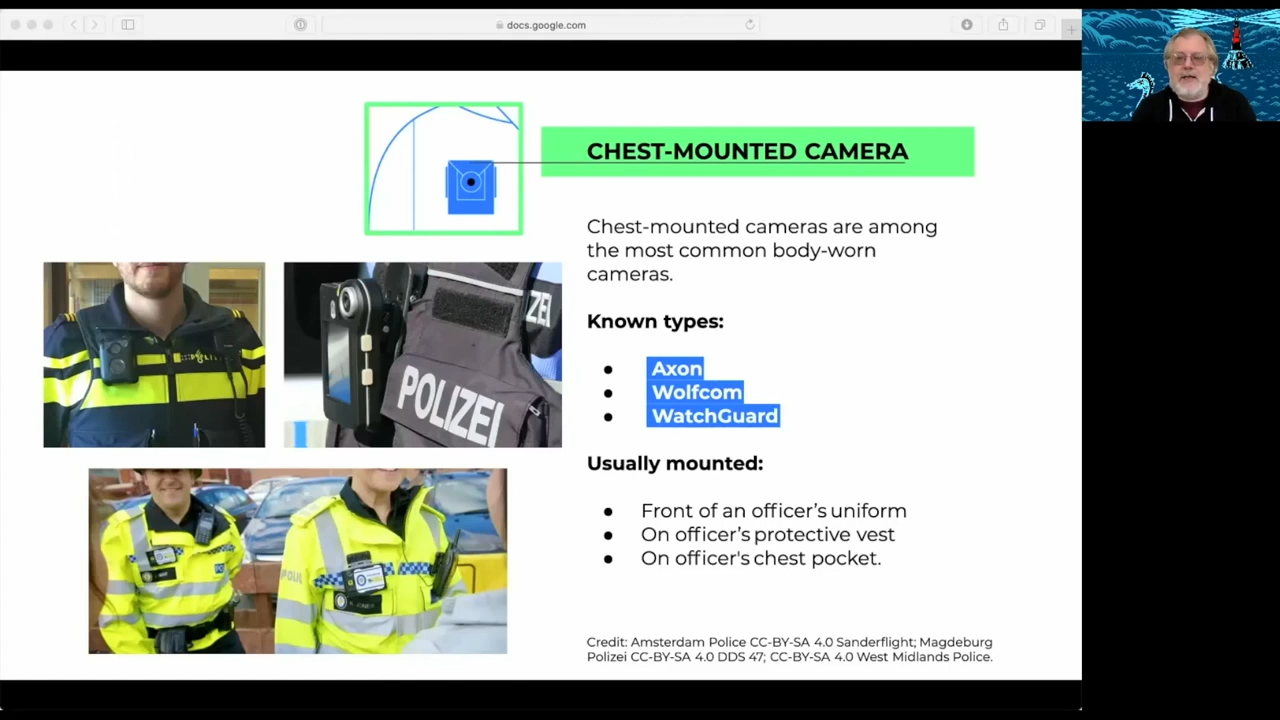 docs.google.com
CHEST-MOUNTED CAMERA
Chest-mounted cameras are among
the most common body-worn
cameras.
ZEI
POLIZEI
Known types:
● Axon
● Wolfcom
● WatchGuard
Usually mounted:
● Front of an officer's uniform
● On officer's protective vest
● On officer's chest pocket.
Credit: Amsterdam Police CC-BY-SA 4.0 Sanderflight; Magdeburg
Polizei CC-BY-SA 4.0 DDS 47; CC-BY-SA 4.0 West Midlands Police.